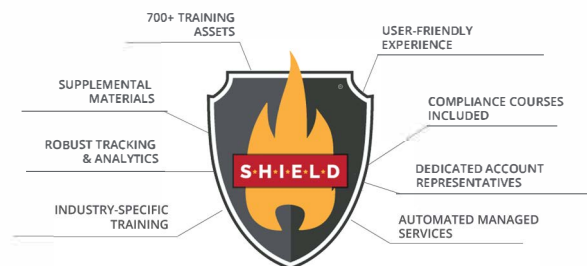 700+ TRAINING
ASSETS
SUPPLEMENTAL
MATERIALS
ROBUST TRACKING
& ANALYTICS
INDUSTRY-SPECIFIC
TRAINING
S·H·I·E·L·D
®
USER-FRIENDLY
EXPERIENCE
COMPLIANCE COURSES
INCLUDED
DEDICATED ACCOUNT
REPRESENTATIVES
AUTOMATED MANAGED
SERVICES